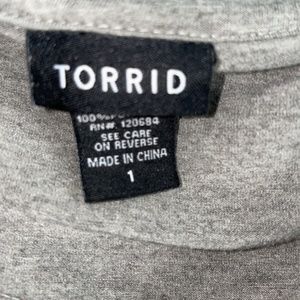 TORRID
100%
RN#. 120684
SEE CARE
ON REVERSE
MADE IN CHINA
1